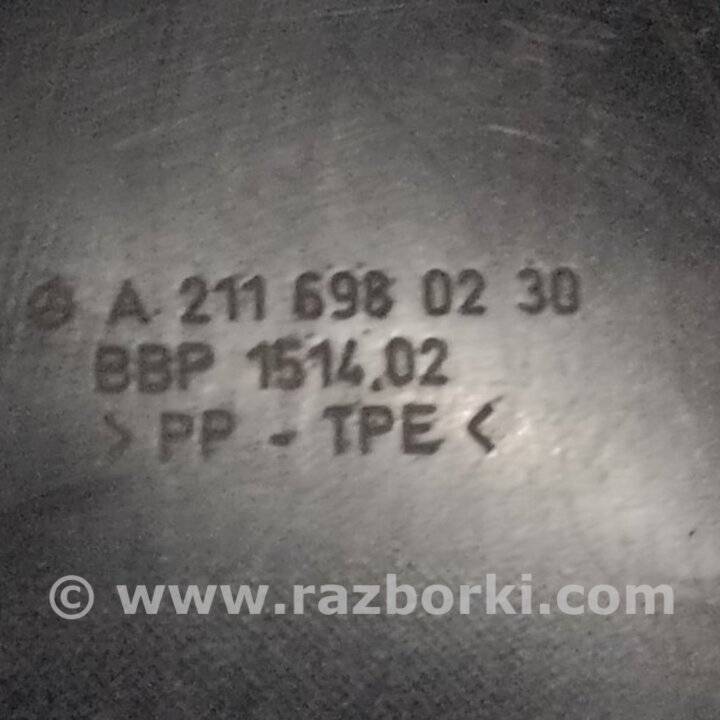 A 211 698 02 30
BBP 1514.02
>PP - TPE<
© www.razborki.com